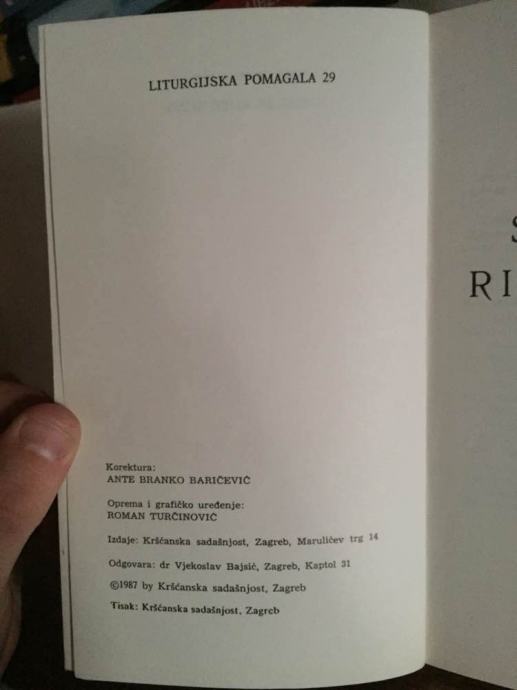 LITURGIJSKA POMAGALA 29
Korektura:
ANTE BRANKO BARIČEVIĆ
Oprema i grafičko uređenje:
ROMAN TURČINOVIĆ
Izdaje: Kršćanska sadašnjost, Zagreb, Marulićev trg 14
Odgovara: dr Vjekoslav Bajsić, Zagreb, Kaptol 31
©1987 by Kršćanska sadašnjost, Zagreb
Tisak: Kršćanska sadašnjost, Zagreb